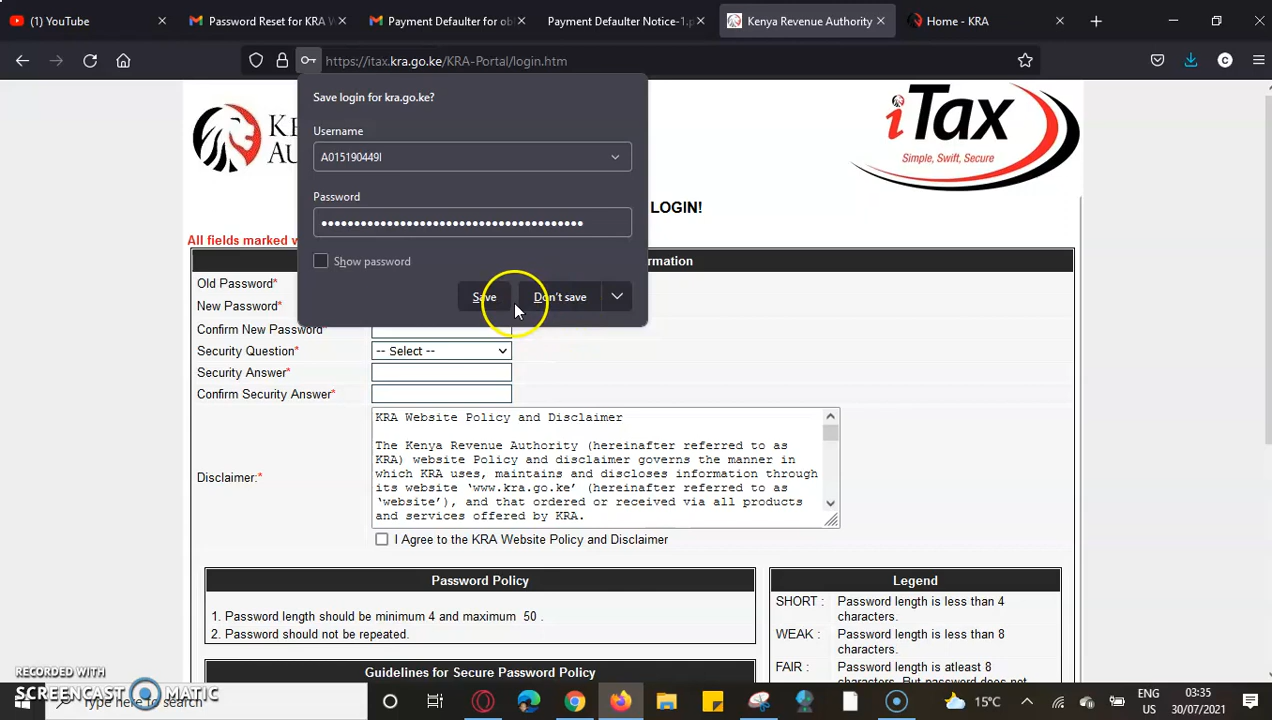 YouTube
Password Reset for KRA W
Payment Defaulter for ob
Payment Defaulter Notice-1.p
Kenya Revenue Authority
Home - KRA
https://itax.kra.go.ke/KRA-Portal/login.htm
C
Save login for kra.go.ke?
Username
A015190449I
Password
••••••••••••••••••••••••••••••••••••••••
Show password
Save
Don't save
KE
AU
iTax
Simple, Swift, Secure
LOGIN!
All fields marked w
rmation
Old Password*
New Password*
Confirm New Password*
Security Question*
-- Select --
Security Answer*
Confirm Security Answer*
Disclaimer:*
KRA Website Policy and Disclaimer
The Kenya Revenue Authority (hereinafter referred to as
KRA) website Policy and disclaimer governs the manner in
which KRA uses, maintains and discloses information through
its website ‘www.kra.go.ke’ (hereinafter referred to as
‘website’), and that ordered or received via all products
and services offered by KRA.
I Agree to the KRA Website Policy and Disclaimer
Password Policy
1. Password length should be minimum 4 and maximum 50 .
2. Password should not be repeated.
Guidelines for Secure Password Policy
Legend
SHORT : Password length is less than 4
characters.
WEAK : Password length is less than 8
characters.
FAIR : Password length is atleast 8
characters. But password does not
RECORDED WITH
SCREENCAST MATIC
Type here to search
15°C
ENG
US
03:35
30/07/2021